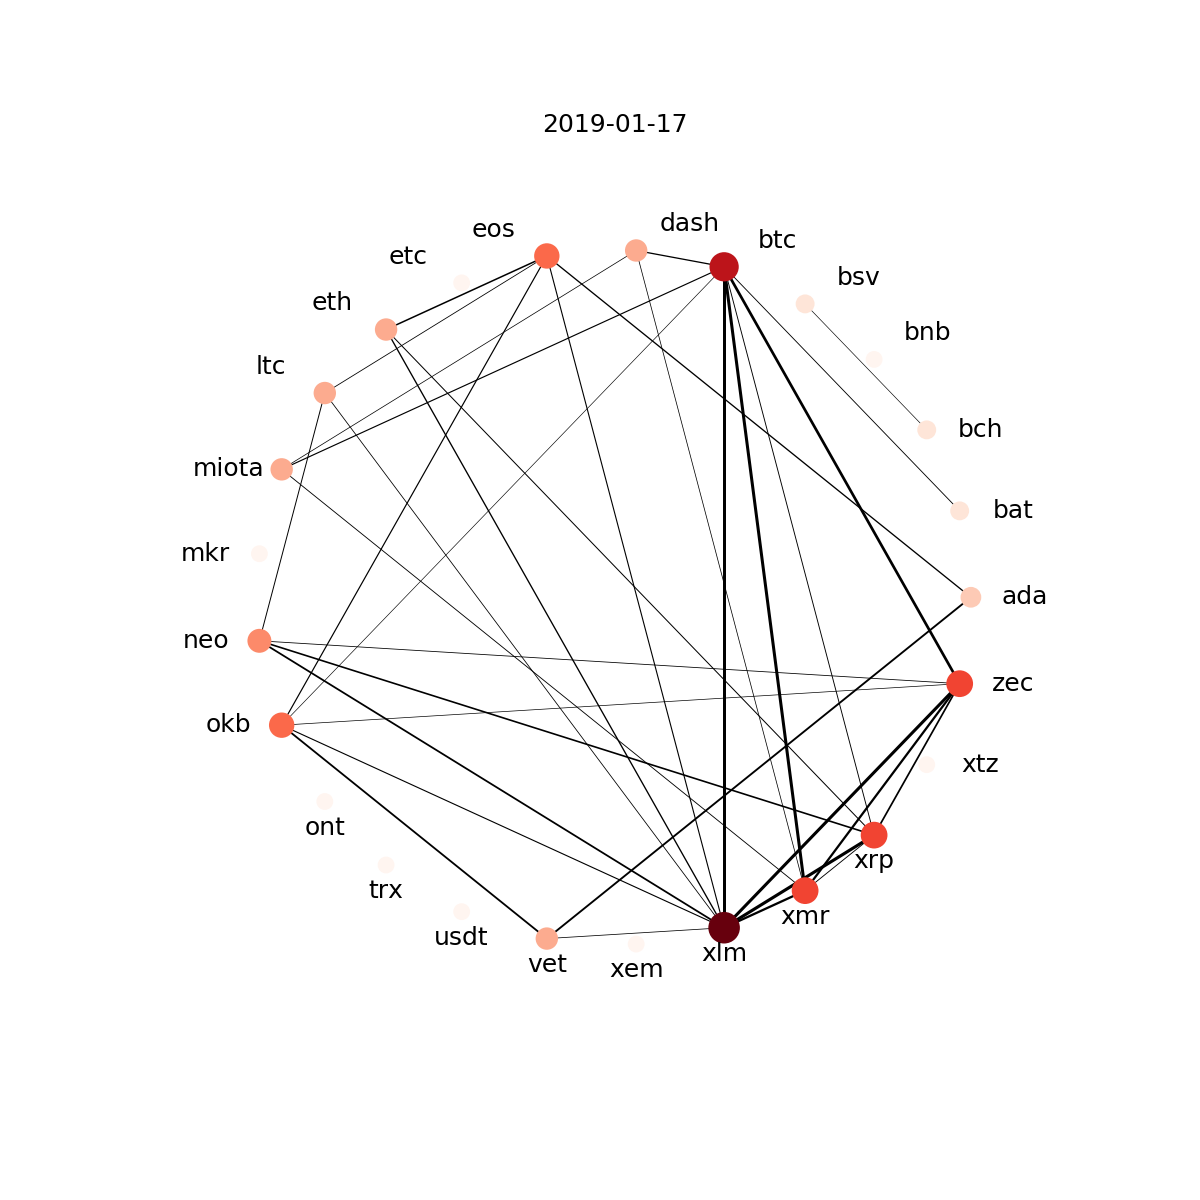 2019-01-17
dash
eos
btc
etc
bsv
eth
bnb
ltc
bch
miota
bat
mkr
ada
neo
zec
okb
xtz
ont
xrp
trx
xmr
usdt
xlm
vet
xem